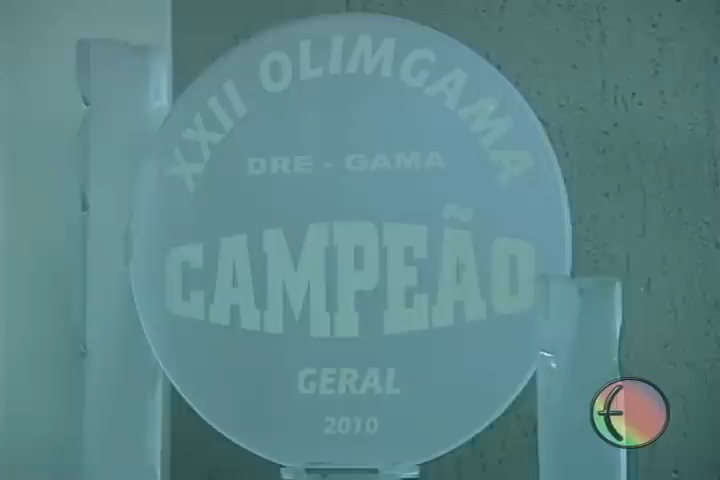 XXII OLIMGAMA
DRE - GAMA
CAMPEÃO
GERAL
2010